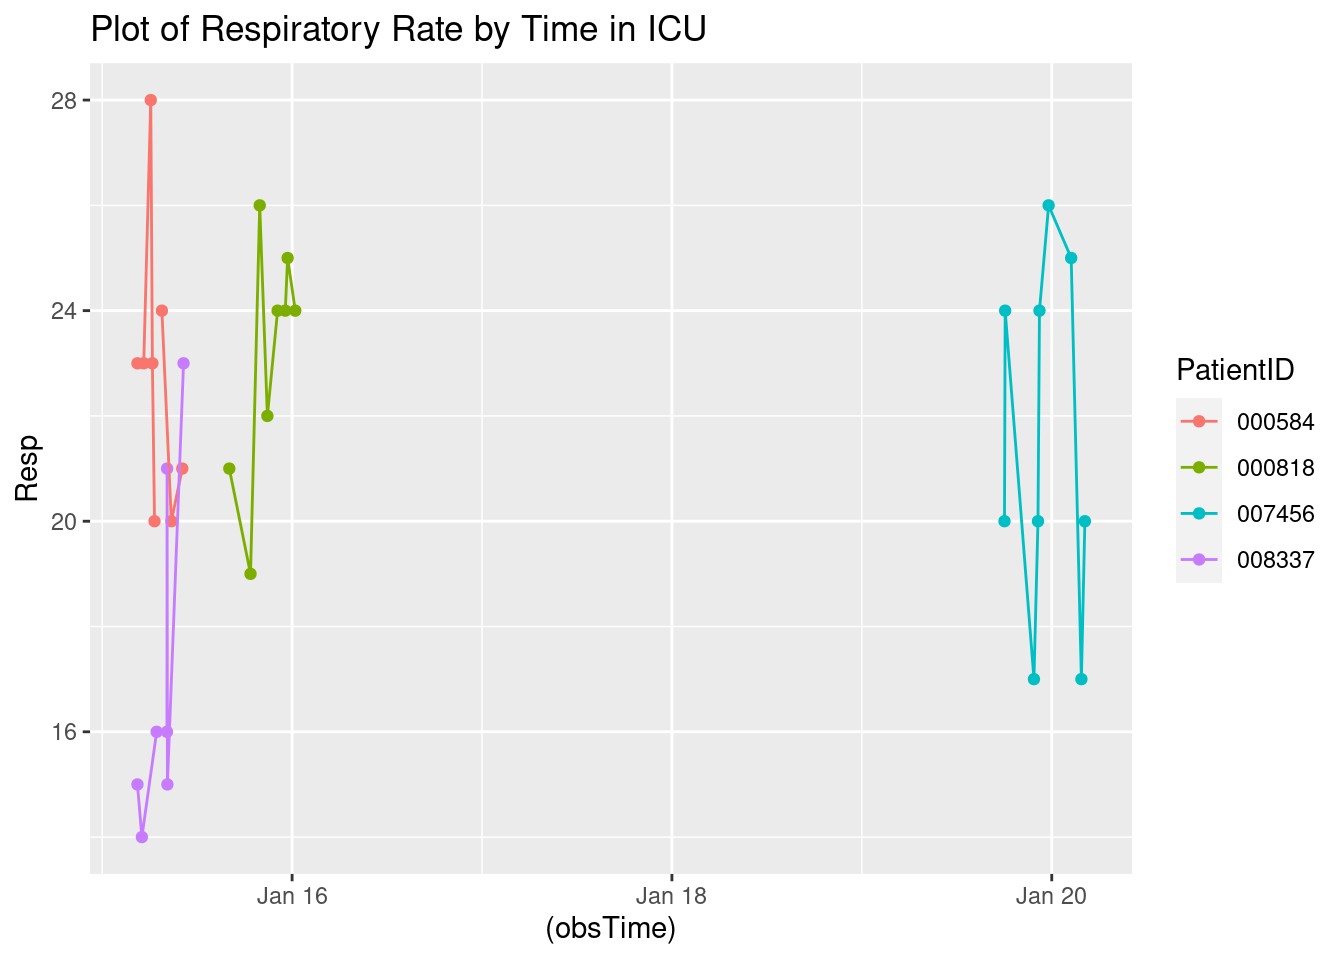 Plot of Respiratory Rate by Time in ICU
28
24
20
16
Resp
Jan 16
Jan 18
Jan 20
(obsTime)
PatientID
000584
000818
007456
008337